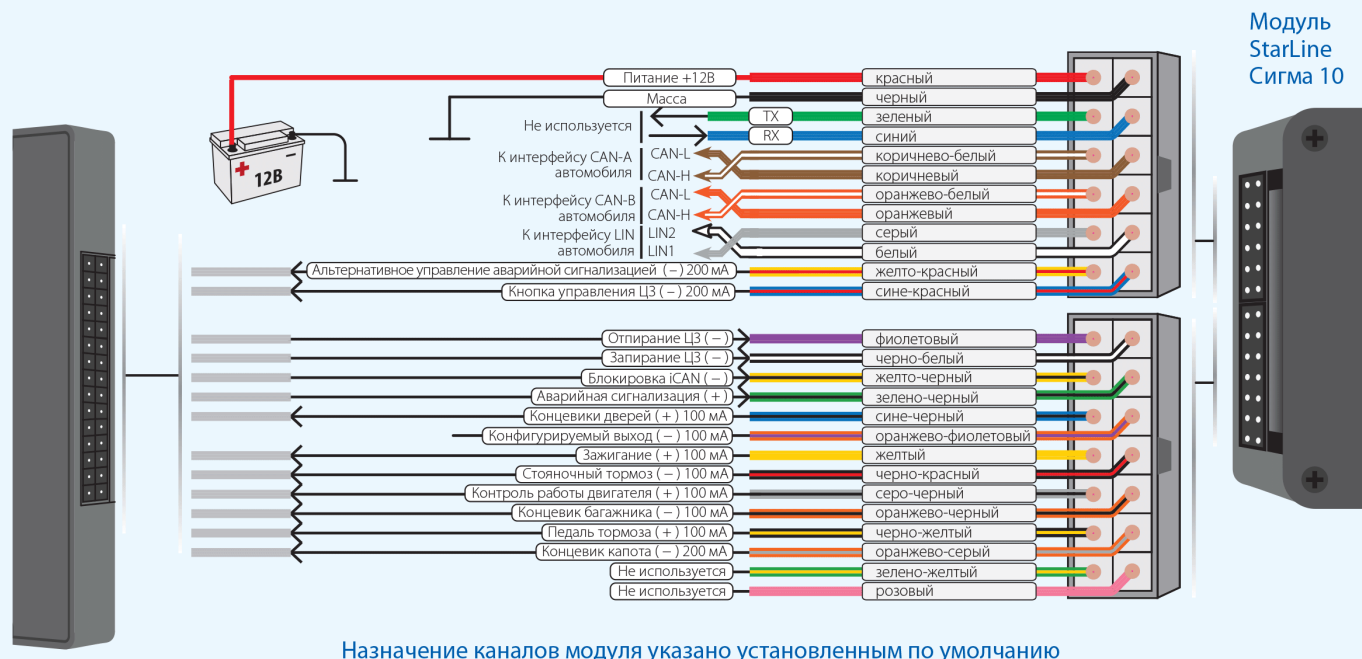 Модуль
StarLine
Сигма 10
Питание +12В красный
Масса черный
Не используется
TX зеленый
RX синий
К интерфейсу CAN-A
автомобиля
CAN-L коричнево-белый
CAN-H коричневый
К интерфейсу CAN-B
автомобиля
CAN-L оранжево-белый
CAN-H оранжевый
К интерфейсу LIN
автомобиля
LIN2 серый
LIN1 белый
12В
Альтернативное управление аварийной сигнализацией (–) 200 мА желто-красный
Кнопка управления ЦЗ (–) 200 мА сине-красный
Отпирание ЦЗ (–) фиолетовый
Запирание ЦЗ (–) черно-белый
Блокировка iCAN (–) желто-черный
Аварийная сигнализация (+) зелено-черный
Концевики дверей (+) 100 мА сине-черный
Конфигурируемый выход (–) 100 мА оранжево-фиолетовый
Зажигание (+) 100 мА желтый
Стояночный тормоз (–) 100 мА черно-красный
Контроль работы двигателя (+) 100 мА серо-черный
Концевик багажника (–) 100 мА оранжево-черный
Педаль тормоза (+) 100 мА черно-желтый
Концевик капота (–) 200 мА оранжево-серый
Не используется зелено-желтый
Не используется розовый
Назначение каналов модуля указано установленным по умолчанию